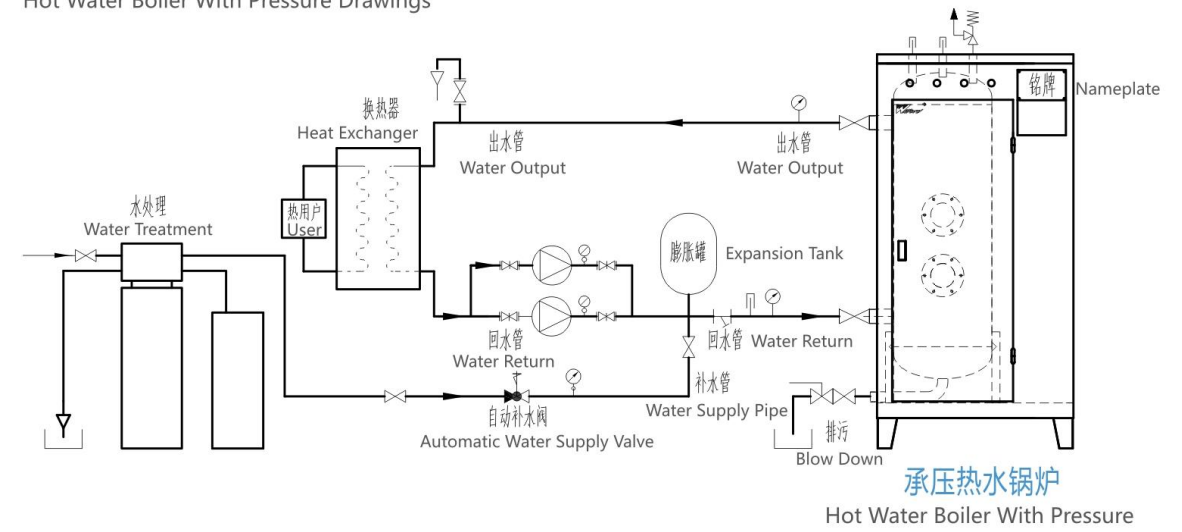 Hot Water Boiler With Pressure Drawings
铭牌
Nameplate
换热器
Heat Exchanger
出水管
Water Output
出水管
Water Output
水处理
Water Treatment
热用户
User
膨胀罐
Expansion Tank
回水管
Water Return
回水管
Water Return
补水管
Water Supply Pipe
自动补水阀
Automatic Water Supply Valve
排污
Blow Down
承压热水锅炉
Hot Water Boiler With Pressure